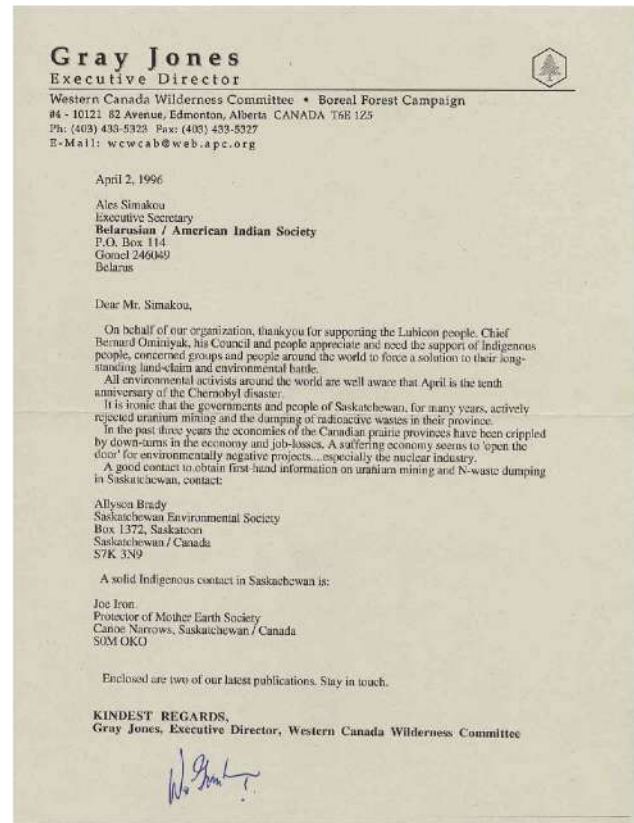 Gray Jones
Executive Director
Western Canada Wilderness Committee • Boreal Forest Campaign
#4 - 10121 82 Avenue, Edmonton, Alberta CANADA T6E 1Z5
Ph: (403) 433-5323 Fax: (403) 433-5327
E-Mail: wcwcab@web.apc.org
April 2, 1996
Ales Simakou
Executive Secretary
Belarusian / American Indian Society
P.O. Box 114
Gomel 246049
Belarus
Dear Mr. Simakou,
On behalf of our organization, thankyou for supporting the Lubicon people. Chief
Bernard Ominiyak, his Council and people appreciate and need the support of Indigenous
people, concerned groups and people around the world to force a solution to their long-
standing land-claim and environmental battle.
All environmental activists around the world are well aware that April is the tenth
anniversary of the Chernobyl disaster.
It is ironic that the governments and people of Saskatchewan, for many years, actively
rejected uranium mining and the dumping of radioactive wastes in their province.
In the past three years the economies of the Canadian prairie provinces have been crippled
by down-turns in the economy and job-losses. A suffering economy seems to 'open the
door' for environmentally negative projects....especially the nuclear industry.
A good contact to obtain first-hand information on uranium mining and N-waste dumping
in Saskatchewan, contact:
Allyson Brady
Saskatchewan Environmental Society
Box 1372, Saskatoon
Saskatchewan / Canada
S7K 3N9
A solid Indigenous contact in Saskachewan is:
Joe Iron
Protector of Mother Earth Society
Canoe Narrows, Saskatchewan / Canada
S0M OKO
Enclosed are two of our latest publications. Stay in touch.
KINDEST REGARDS,
Gray Jones, Executive Director, Western Canada Wilderness Committee